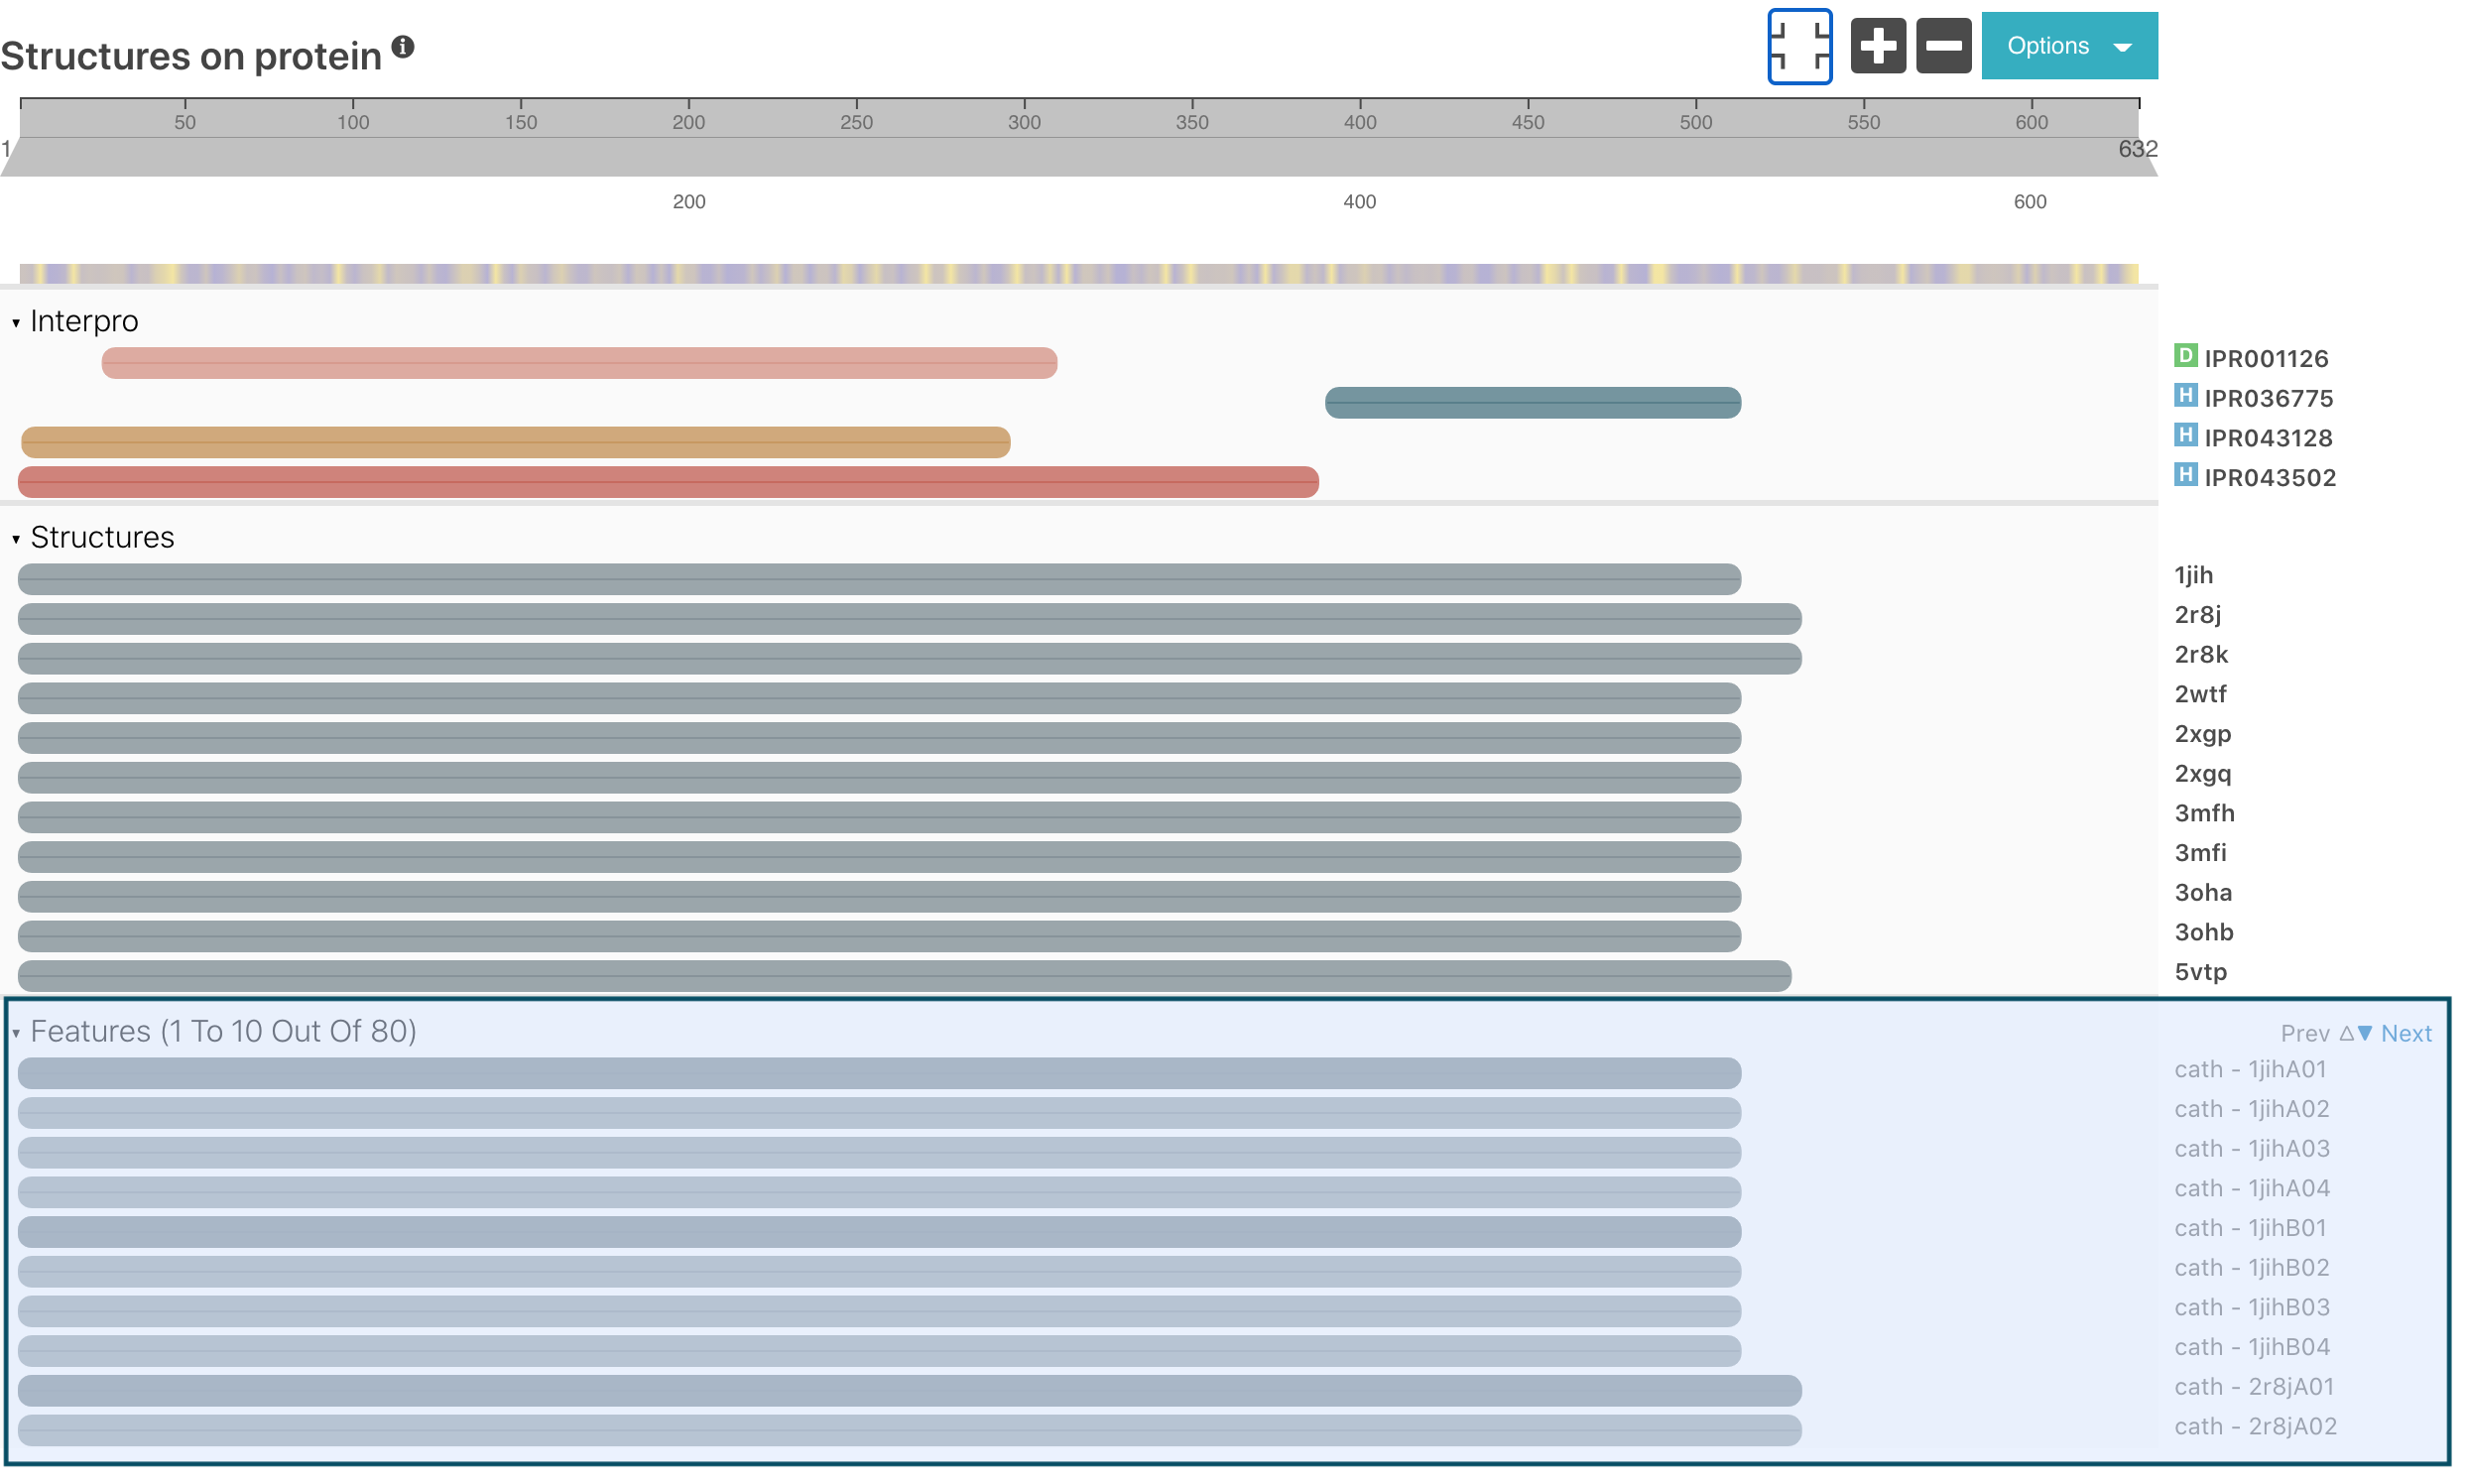 Structures on protein
Options
50 100 150 200 250 300 350 400 450 500 550 600
1 632
200 400 600
Interpro
D IPR001126
H IPR036775
H IPR043128
H IPR043502
Structures
1jih
2r8j
2r8k
2wtf
2xgp
2xgq
3mfh
3mfi
3oha
3ohb
5vtp
Features (1 To 10 Out Of 80) Prev Next
cath - 1jihA01
cath - 1jihA02
cath - 1jihA03
cath - 1jihA04
cath - 1jihB01
cath - 1jihB02
cath - 1jihB03
cath - 1jihB04
cath - 2r8jA01
cath - 2r8jA02